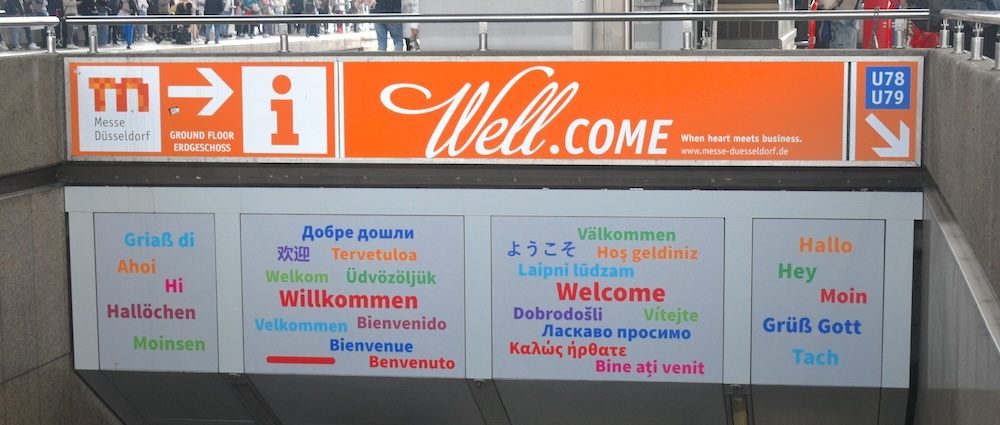 m
Messe
Düsseldorf
GROUND FLOOR
ERDGESCHOSS
i
Well.COME
When heart meets business.
www.messe-duesseldorf.de
U78
U79
Griaß di
Ahoi
Hi
Hallöchen
Moinsen
Добре дошли
欢迎 Tervetuloa
Welkom Üdvözöljük
Willkommen
Velkommen Bienvenido
Bienvenue
Benvenuto
Välkommen
ようこそ Hoş geldiniz
Laipni lūdzam
Welcome
Dobrodošli Vítejte
Ласкаво просимо
Καλώς ήρθατε
Bine ați venit
Hallo
Hey
Moin
Grüß Gott
Tach